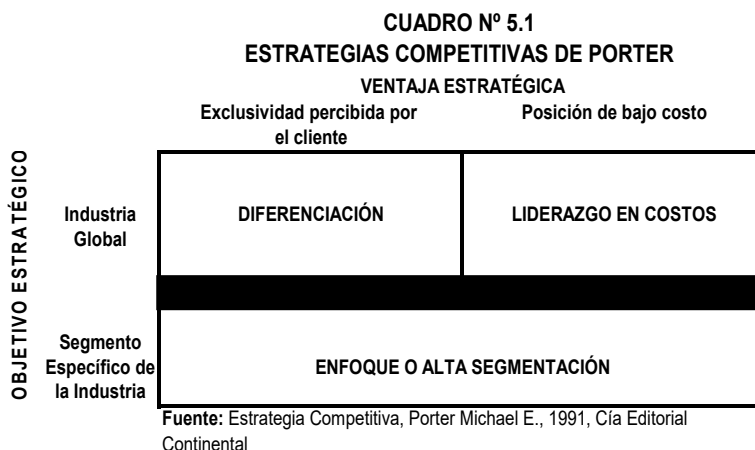 CUADRO Nº 5.1
ESTRATEGIAS COMPETITIVAS DE PORTER
VENTAJA ESTRATÉGICA
Exclusividad percibida por
el cliente
Posición de bajo costo
OBJETIVO ESTRATÉGICO
Industria
Global
DIFERENCIACIÓN
LIDERAZGO EN COSTOS
Segmento
Específico de
la Industria
ENFOQUE O ALTA SEGMENTACIÓN
Fuente: Estrategia Competitiva, Porter Michael E., 1991, Cía Editorial
Continental